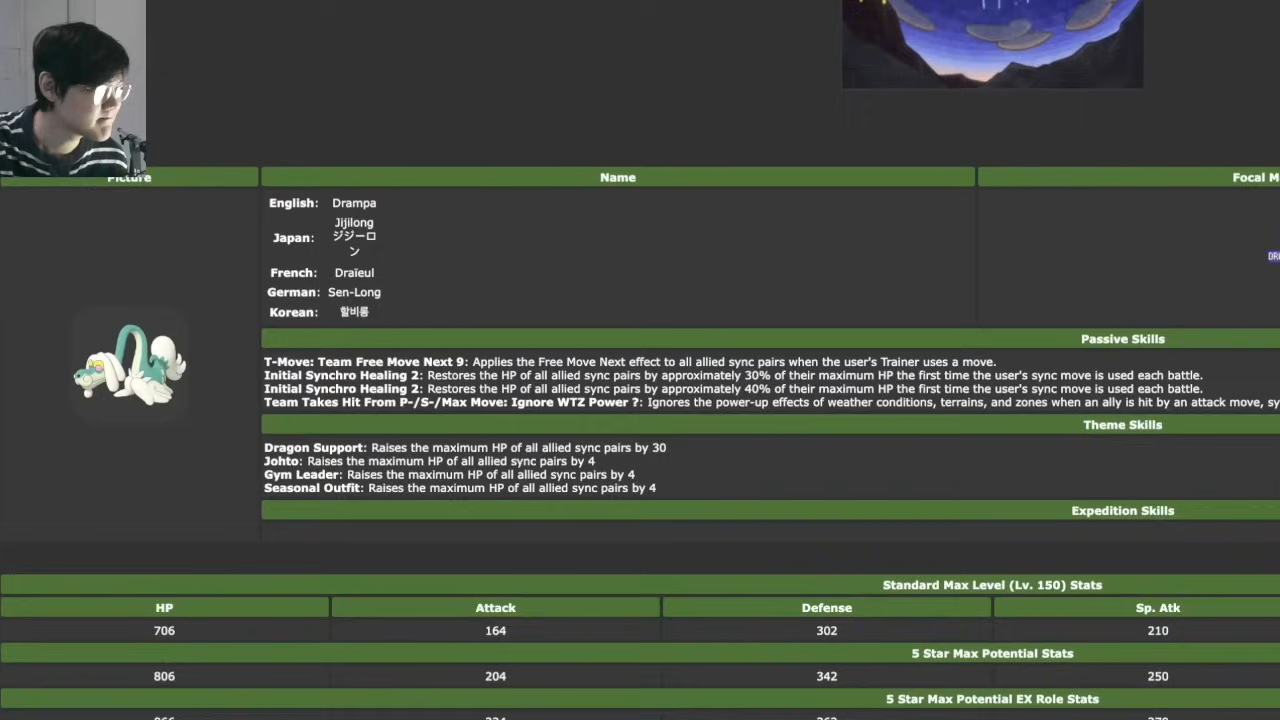 Picture
Name
Focal M
English: Drampa
Japan: Jijilong
ジジーロ
ン
French: Draïeul
German: Sen-Long
Korean: 할비롱
Passive Skills
T-Move: Team Free Move Next 9: Applies the Free Move Next effect to all allied sync pairs when the user's Trainer uses a move.
Initial Synchro Healing 2: Restores the HP of all allied sync pairs by approximately 30% of their maximum HP the first time the user's sync move is used each battle.
Initial Synchro Healing 2: Restores the HP of all allied sync pairs by approximately 40% of their maximum HP the first time the user's sync move is used each battle.
Team Takes Hit From P-/S-/Max Move: Ignore WTZ Power ?: Ignores the power-up effects of weather conditions, terrains, and zones when an ally is hit by an attack move, sy
Theme Skills
Dragon Support: Raises the maximum HP of all allied sync pairs by 30
Johto: Raises the maximum HP of all allied sync pairs by 4
Gym Leader: Raises the maximum HP of all allied sync pairs by 4
Seasonal Outfit: Raises the maximum HP of all allied sync pairs by 4
Expedition Skills
Standard Max Level (Lv. 150) Stats
HP Attack Defense Sp. Atk
706 164 302 210
5 Star Max Potential Stats
806 204 342 250
5 Star Max Potential EX Role Stats